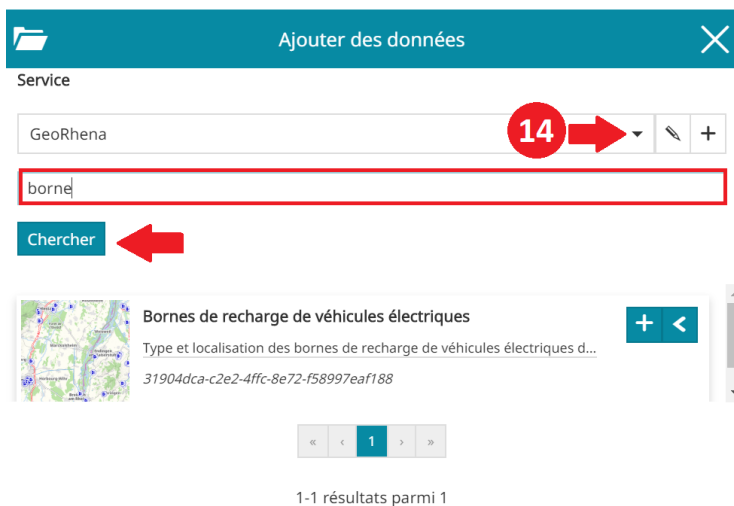 Ajouter des données
Service
GeoRhena
14
borne
Chercher
Bornes de recharge de véhicules électriques
Type et localisation des bornes de recharge de véhicules électriques d...
31904dca-c2e2-4ffc-8e72-f58997eaf188
« ‹ 1 › »
1-1 résultats parmi 1